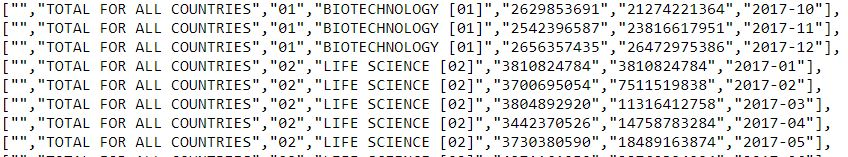 ["","TOTAL FOR ALL COUNTRIES","01","BIOTECHNOLOGY [01]","2629853691","21274221364","2017-10"],
["","TOTAL FOR ALL COUNTRIES","01","BIOTECHNOLOGY [01]","2542396587","23816617951","2017-11"],
["","TOTAL FOR ALL COUNTRIES","01","BIOTECHNOLOGY [01]","2656357435","26472975386","2017-12"],
["","TOTAL FOR ALL COUNTRIES","02","LIFE SCIENCE [02]","3810824784","3810824784","2017-01"],
["","TOTAL FOR ALL COUNTRIES","02","LIFE SCIENCE [02]","3700695054","7511519838","2017-02"],
["","TOTAL FOR ALL COUNTRIES","02","LIFE SCIENCE [02]","3804892920","11316412758","2017-03"],
["","TOTAL FOR ALL COUNTRIES","02","LIFE SCIENCE [02]","3442370526","14758783284","2017-04"],
["","TOTAL FOR ALL COUNTRIES","02","LIFE SCIENCE [02]","3730380590","18489163874","2017-05"],